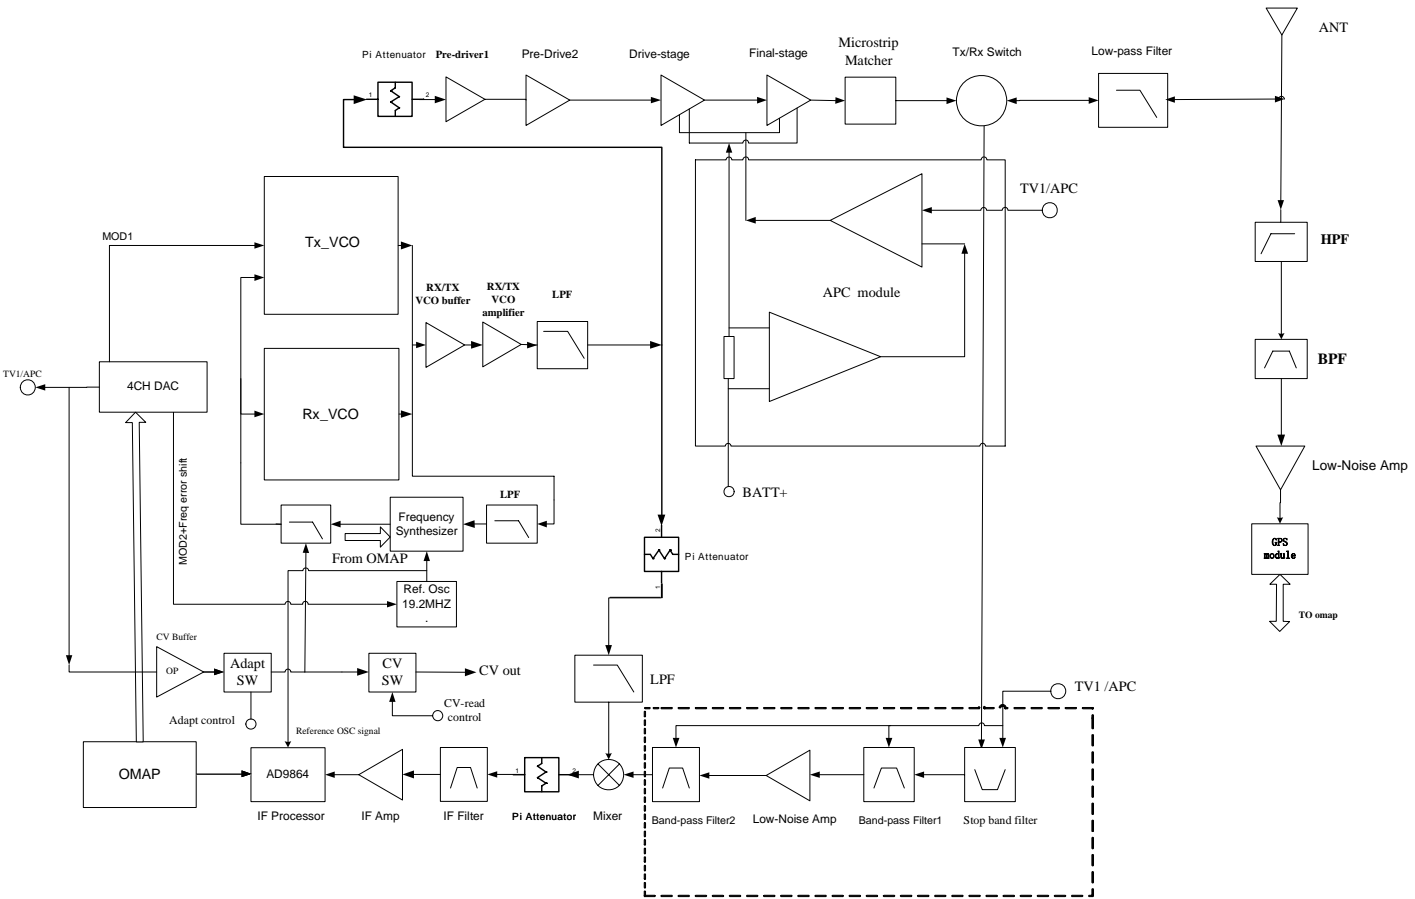 ANT
Pi Attenuator
Pre-driver1
Pre-Drive2
Drive-stage
Final-stage
Microstrip
Matcher
Tx/Rx Switch
Low-pass Filter
1
2
TV1/APC
MOD1
Tx_VCO
HPF
RX/TX
VCO buffer
RX/TX
VCO
amplifier
LPF
APC module
BPF
TV1/APC
4CH DAC
Rx_VCO
Low-Noise Amp
MOD2+Freq error shift
BATT+
LPF
Frequency
Synthesizer
From OMAP
2
Pi Attenuator
1
GPS
module
Ref. Osc
19.2MHZ
.
TO omap
CV Buffer
OP
Adapt
SW
CV
SW
CV out
LPF
TV1 /APC
Adapt control
CV-read
control
Reference OSC signal
OMAP
AD9864
1
2
IF Processor
IF Amp
IF Filter
Pi Attenuator
Mixer
Band-pass Filter2
Low-Noise Amp
Band-pass Filter1
Stop band filter